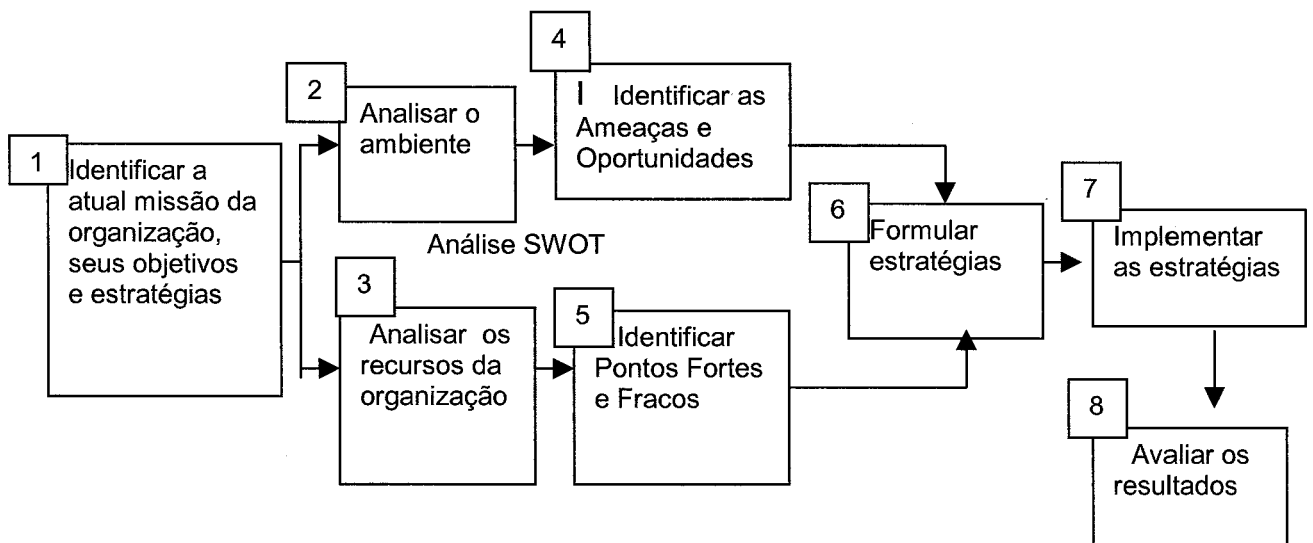 1
Identificar a
atual missão da
organização,
seus objetivos
e estratégias
2
Analisar o
ambiente
4
I Identificar as
Ameaças e
Oportunidades
Análise SWOT
3
Analisar os
recursos da
organização
5
Identificar
Pontos Fortes
e Fracos
6
Formular
estratégias
7
Implementar
as estratégias
8
Avaliar os
resultados